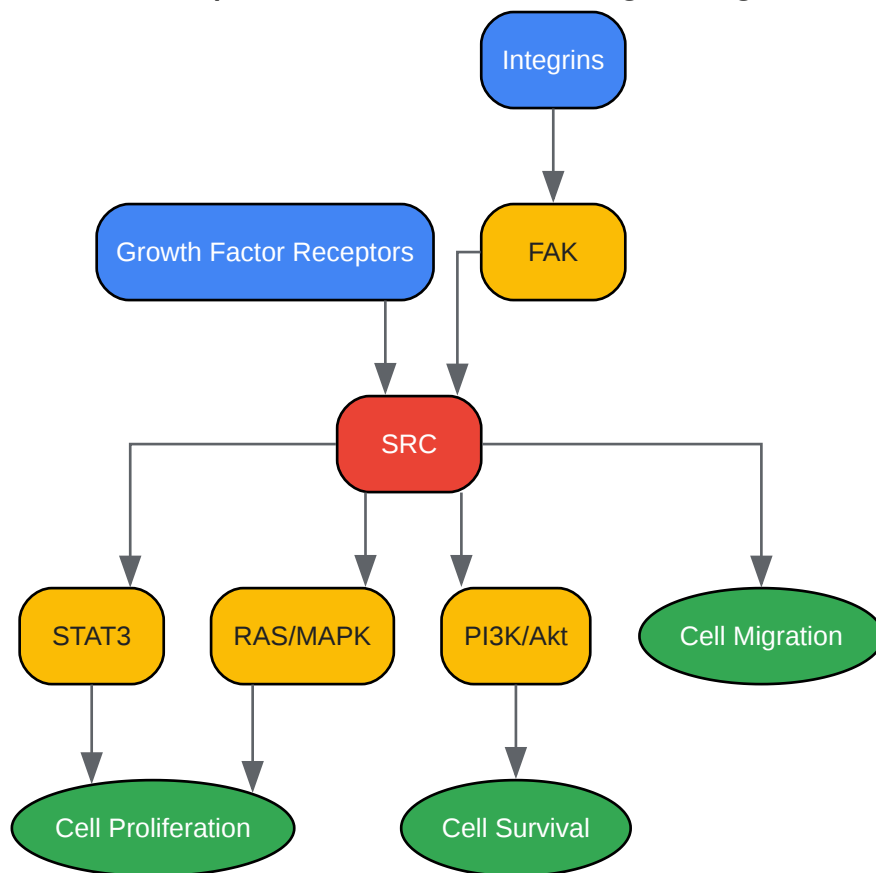 Integrins
Growth Factor Receptors
FAK
SRC
STAT3
RAS/MAPK
PI3K/Akt
Cell Migration
Cell Proliferation
Cell Survival